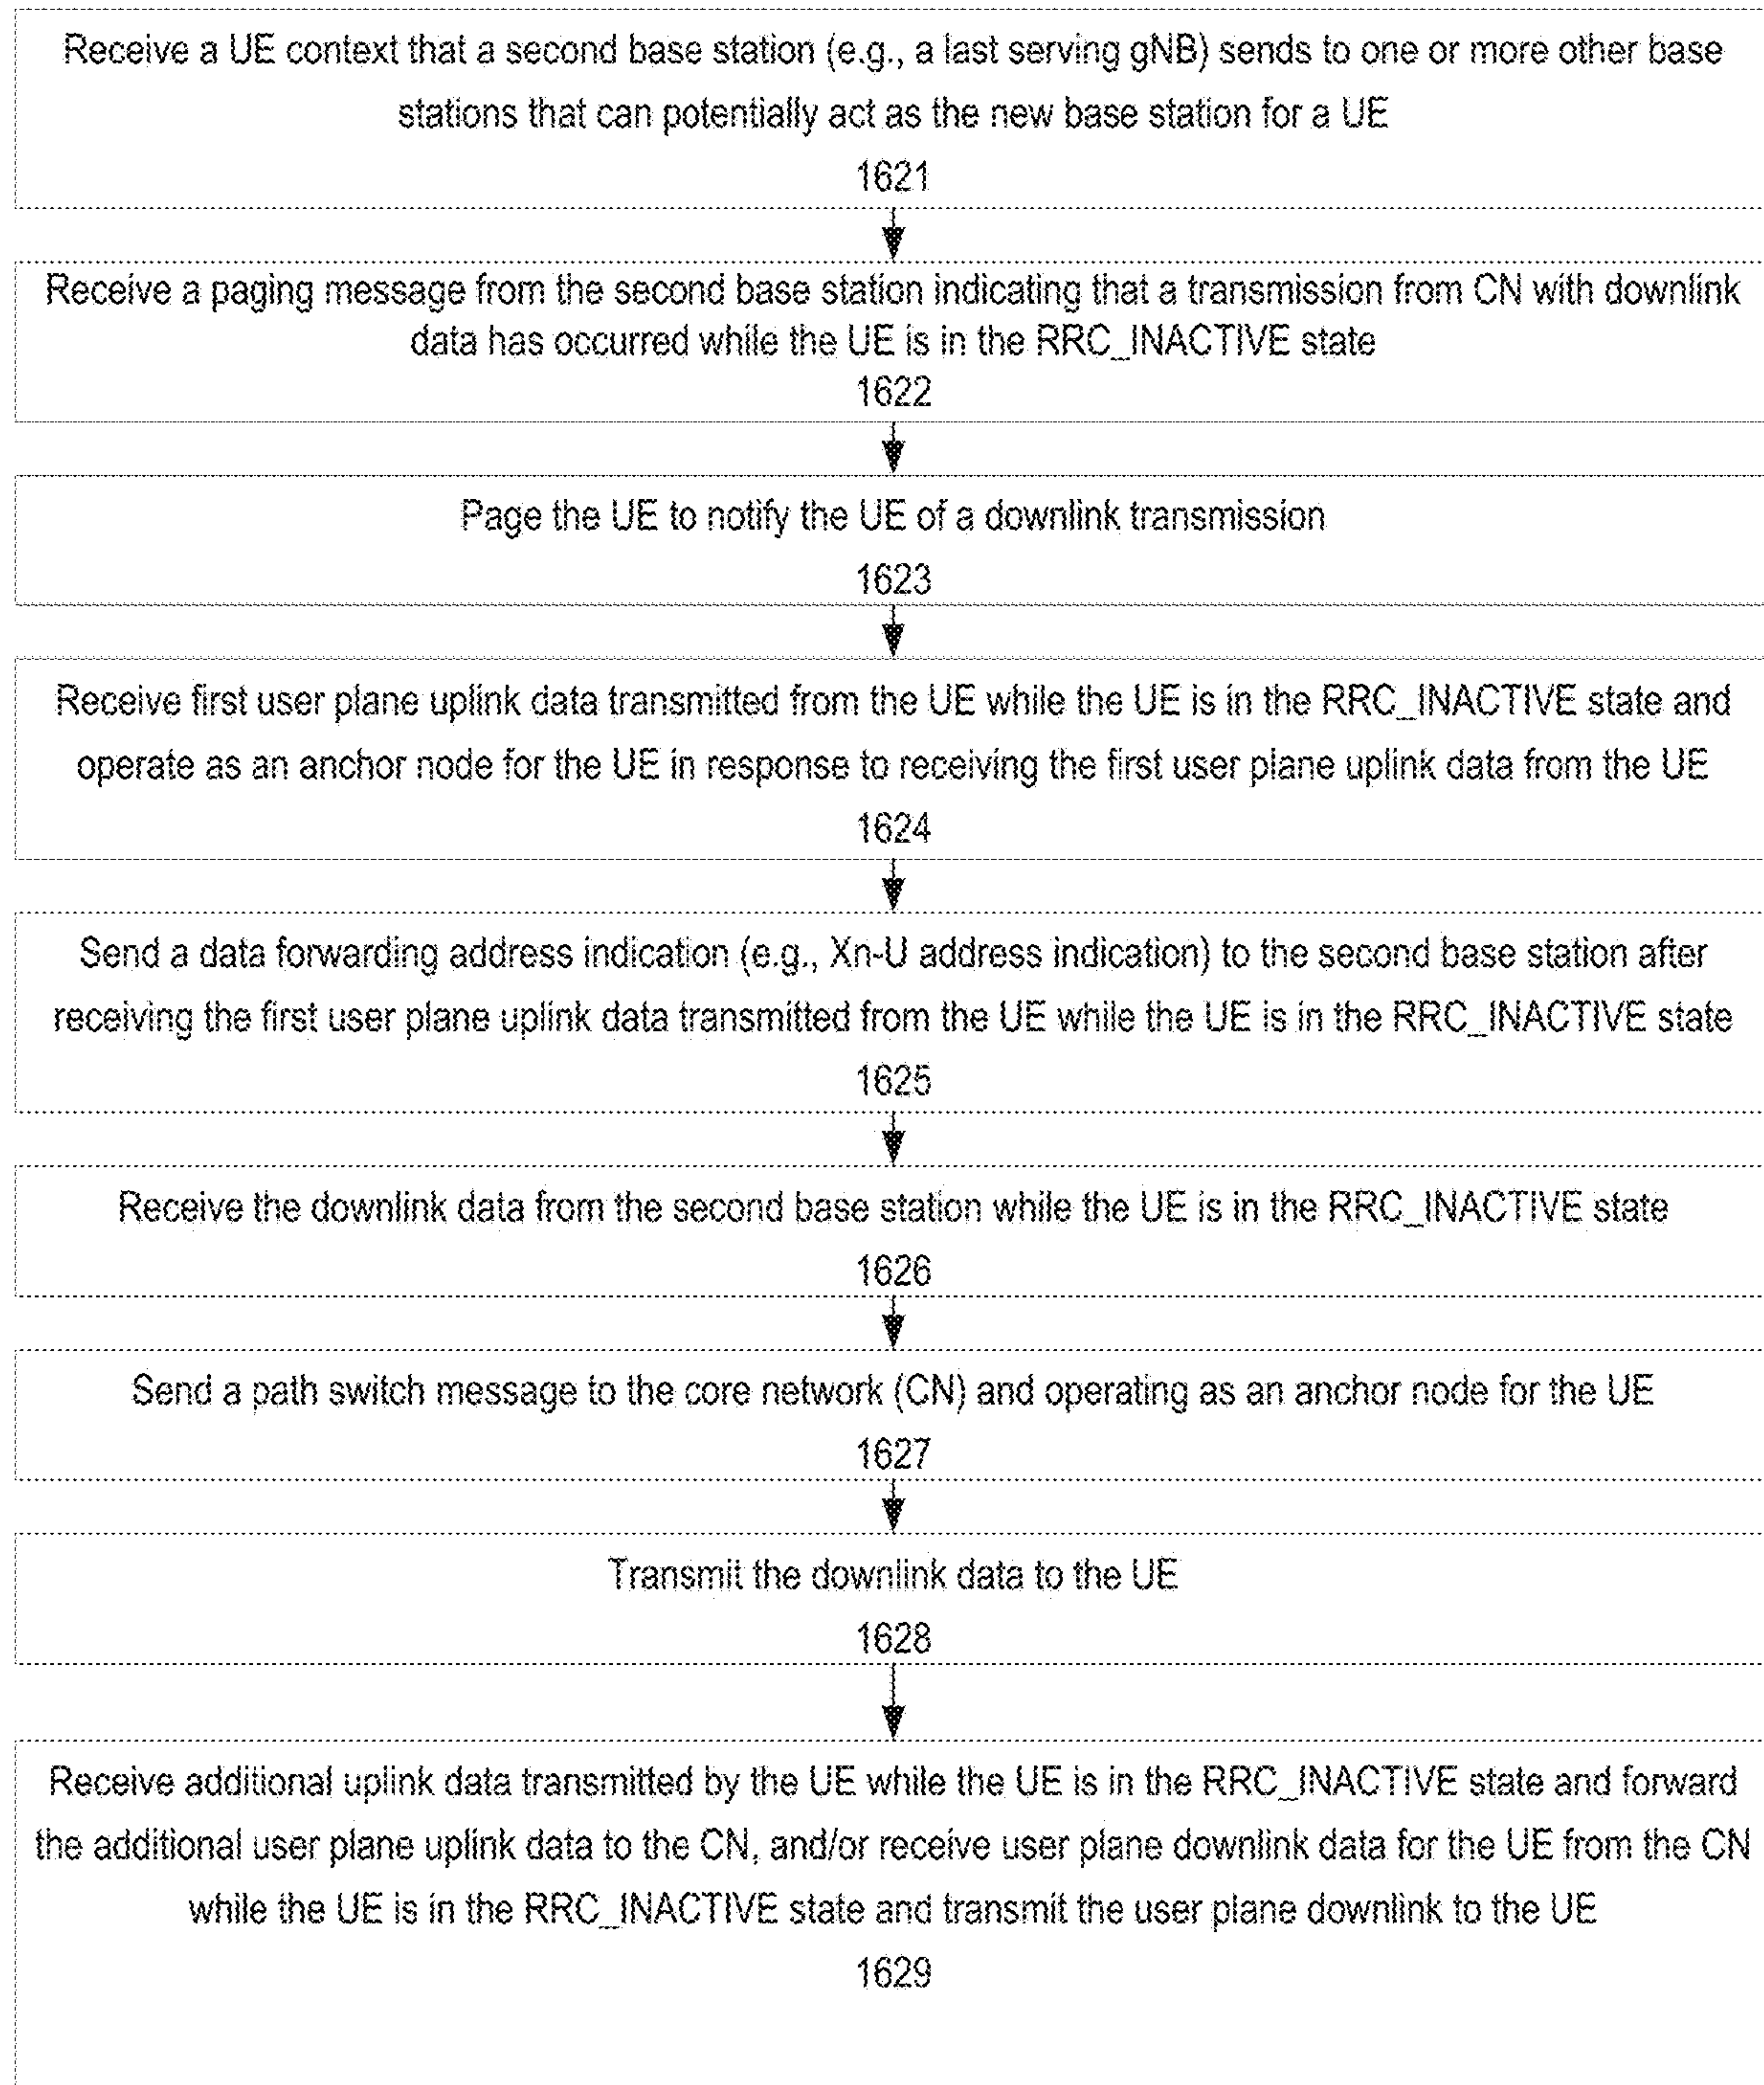 Receive a UE context that a second base station (e.g., a last serving gNB) sends to one or more other base
stations that can potentially act as the new base station for a UE
1621
Receive a paging message from the second base station indicating that a transmission from CN with downlink
data has occurred while the UE is in the RRC_INACTIVE state
1622
Page the UE to notify the UE of a downlink transmission
1623
Receive first user plane uplink data transmitted from the UE while the UE is in the RRC_INACTIVE state and
operate as an anchor node for the UE in response to receiving the first user plane uplink data from the UE
1624
Send a data forwarding address indication (e.g., Xn-U address indication) to the second base station after
receiving the first user plane uplink data transmitted from the UE while the UE is in the RRC_INACTIVE state
1625
Receive the downlink data from the second base station while the UE is in the RRC_INACTIVE state
1626
Send a path switch message to the core network (CN) and operating as an anchor node for the UE
1627
Transmit the downlink data to the UE
1628
Receive additional uplink data transmitted by the UE while the UE is in the RRC_INACTIVE state and forward
the additional user plane uplink data to the CN, and/or receive user plane downlink data for the UE from the CN
while the UE is in the RRC_INACTIVE state and transmit the user plane downlink to the UE
1629